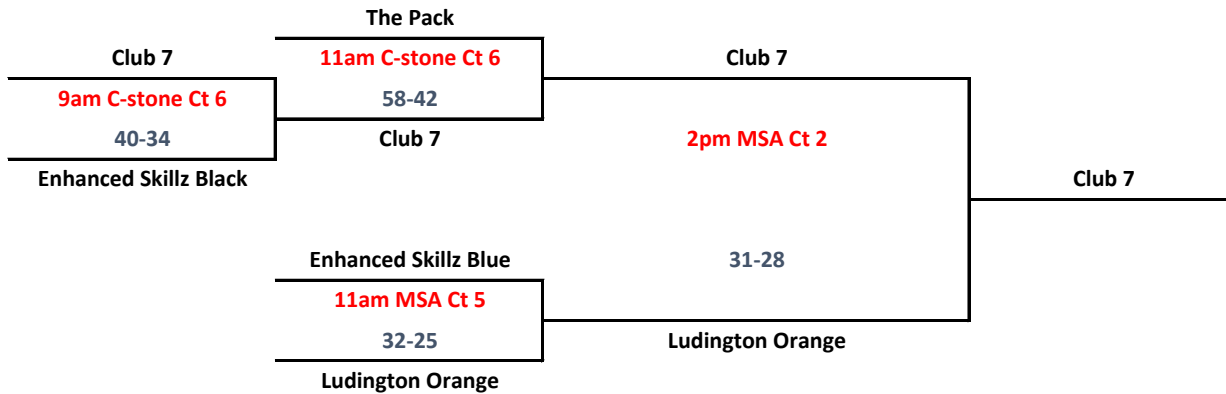 The Pack
Club 7
11am C-stone Ct 6
Club 7
9am C-stone Ct 6
58-42
40-34
Club 7
2pm MSA Ct 2
Enhanced Skillz Black
Club 7
Enhanced Skillz Blue
31-28
11am MSA Ct 5
32-25
Ludington Orange
Ludington Orange